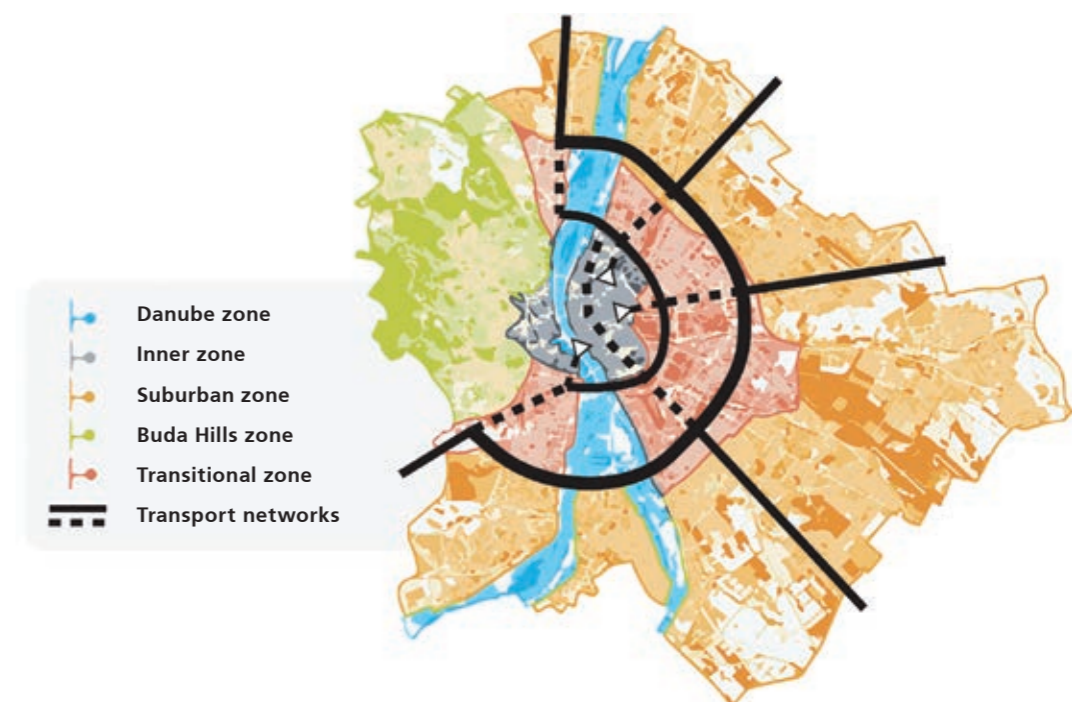 Danube zone
Inner zone
Suburban zone
Buda Hills zone
Transitional zone
Transport networks